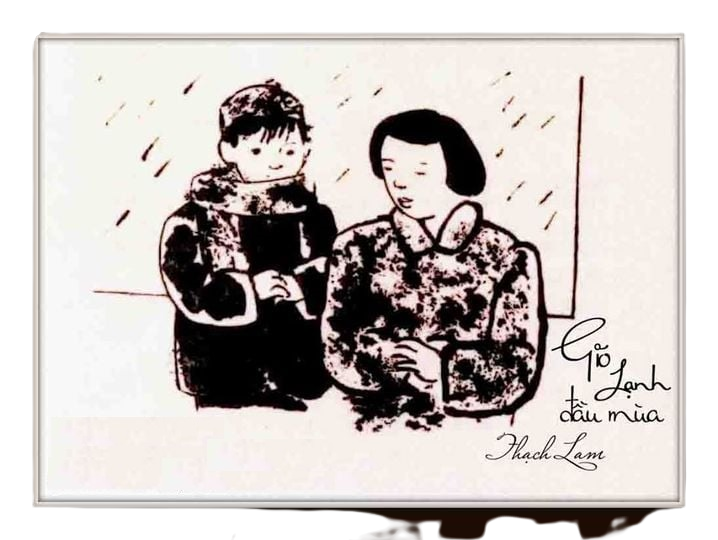 Gió
Lạnh
đầu mùa
Thạch Lam